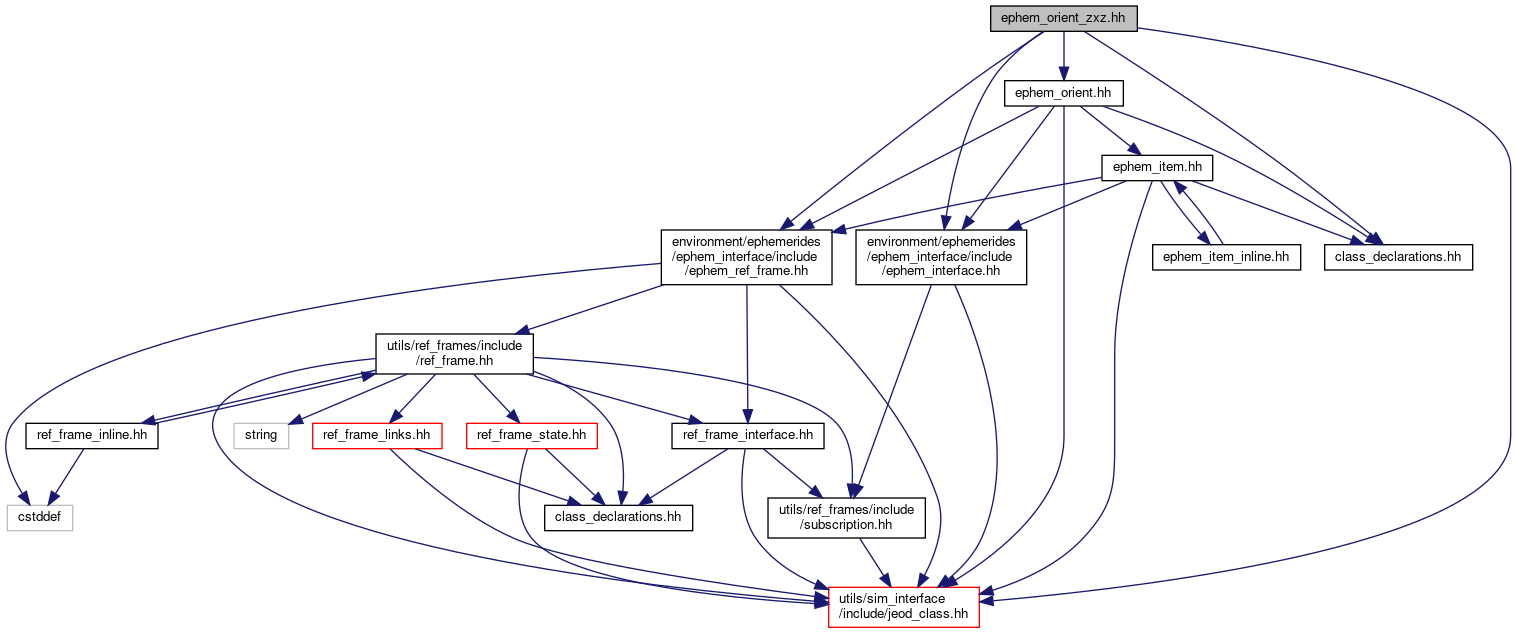 ephem_orient_zxz.hh
ephem_orient.hh
ephem_item.hh
environment/ephemerides
/ephem_interface/include
/ephem_ref_frame.hh
environment/ephemerides
/ephem_interface/include
/ephem_interface.hh
ephem_item_inline.hh
class_declarations.hh
utils/ref_frames/include
/ref_frame.hh
ref_frame_inline.hh
string
ref_frame_links.hh
ref_frame_state.hh
ref_frame_interface.hh
cstddef
class_declarations.hh
utils/ref_frames/include
/subscription.hh
utils/sim_interface
/include/jeod_class.hh